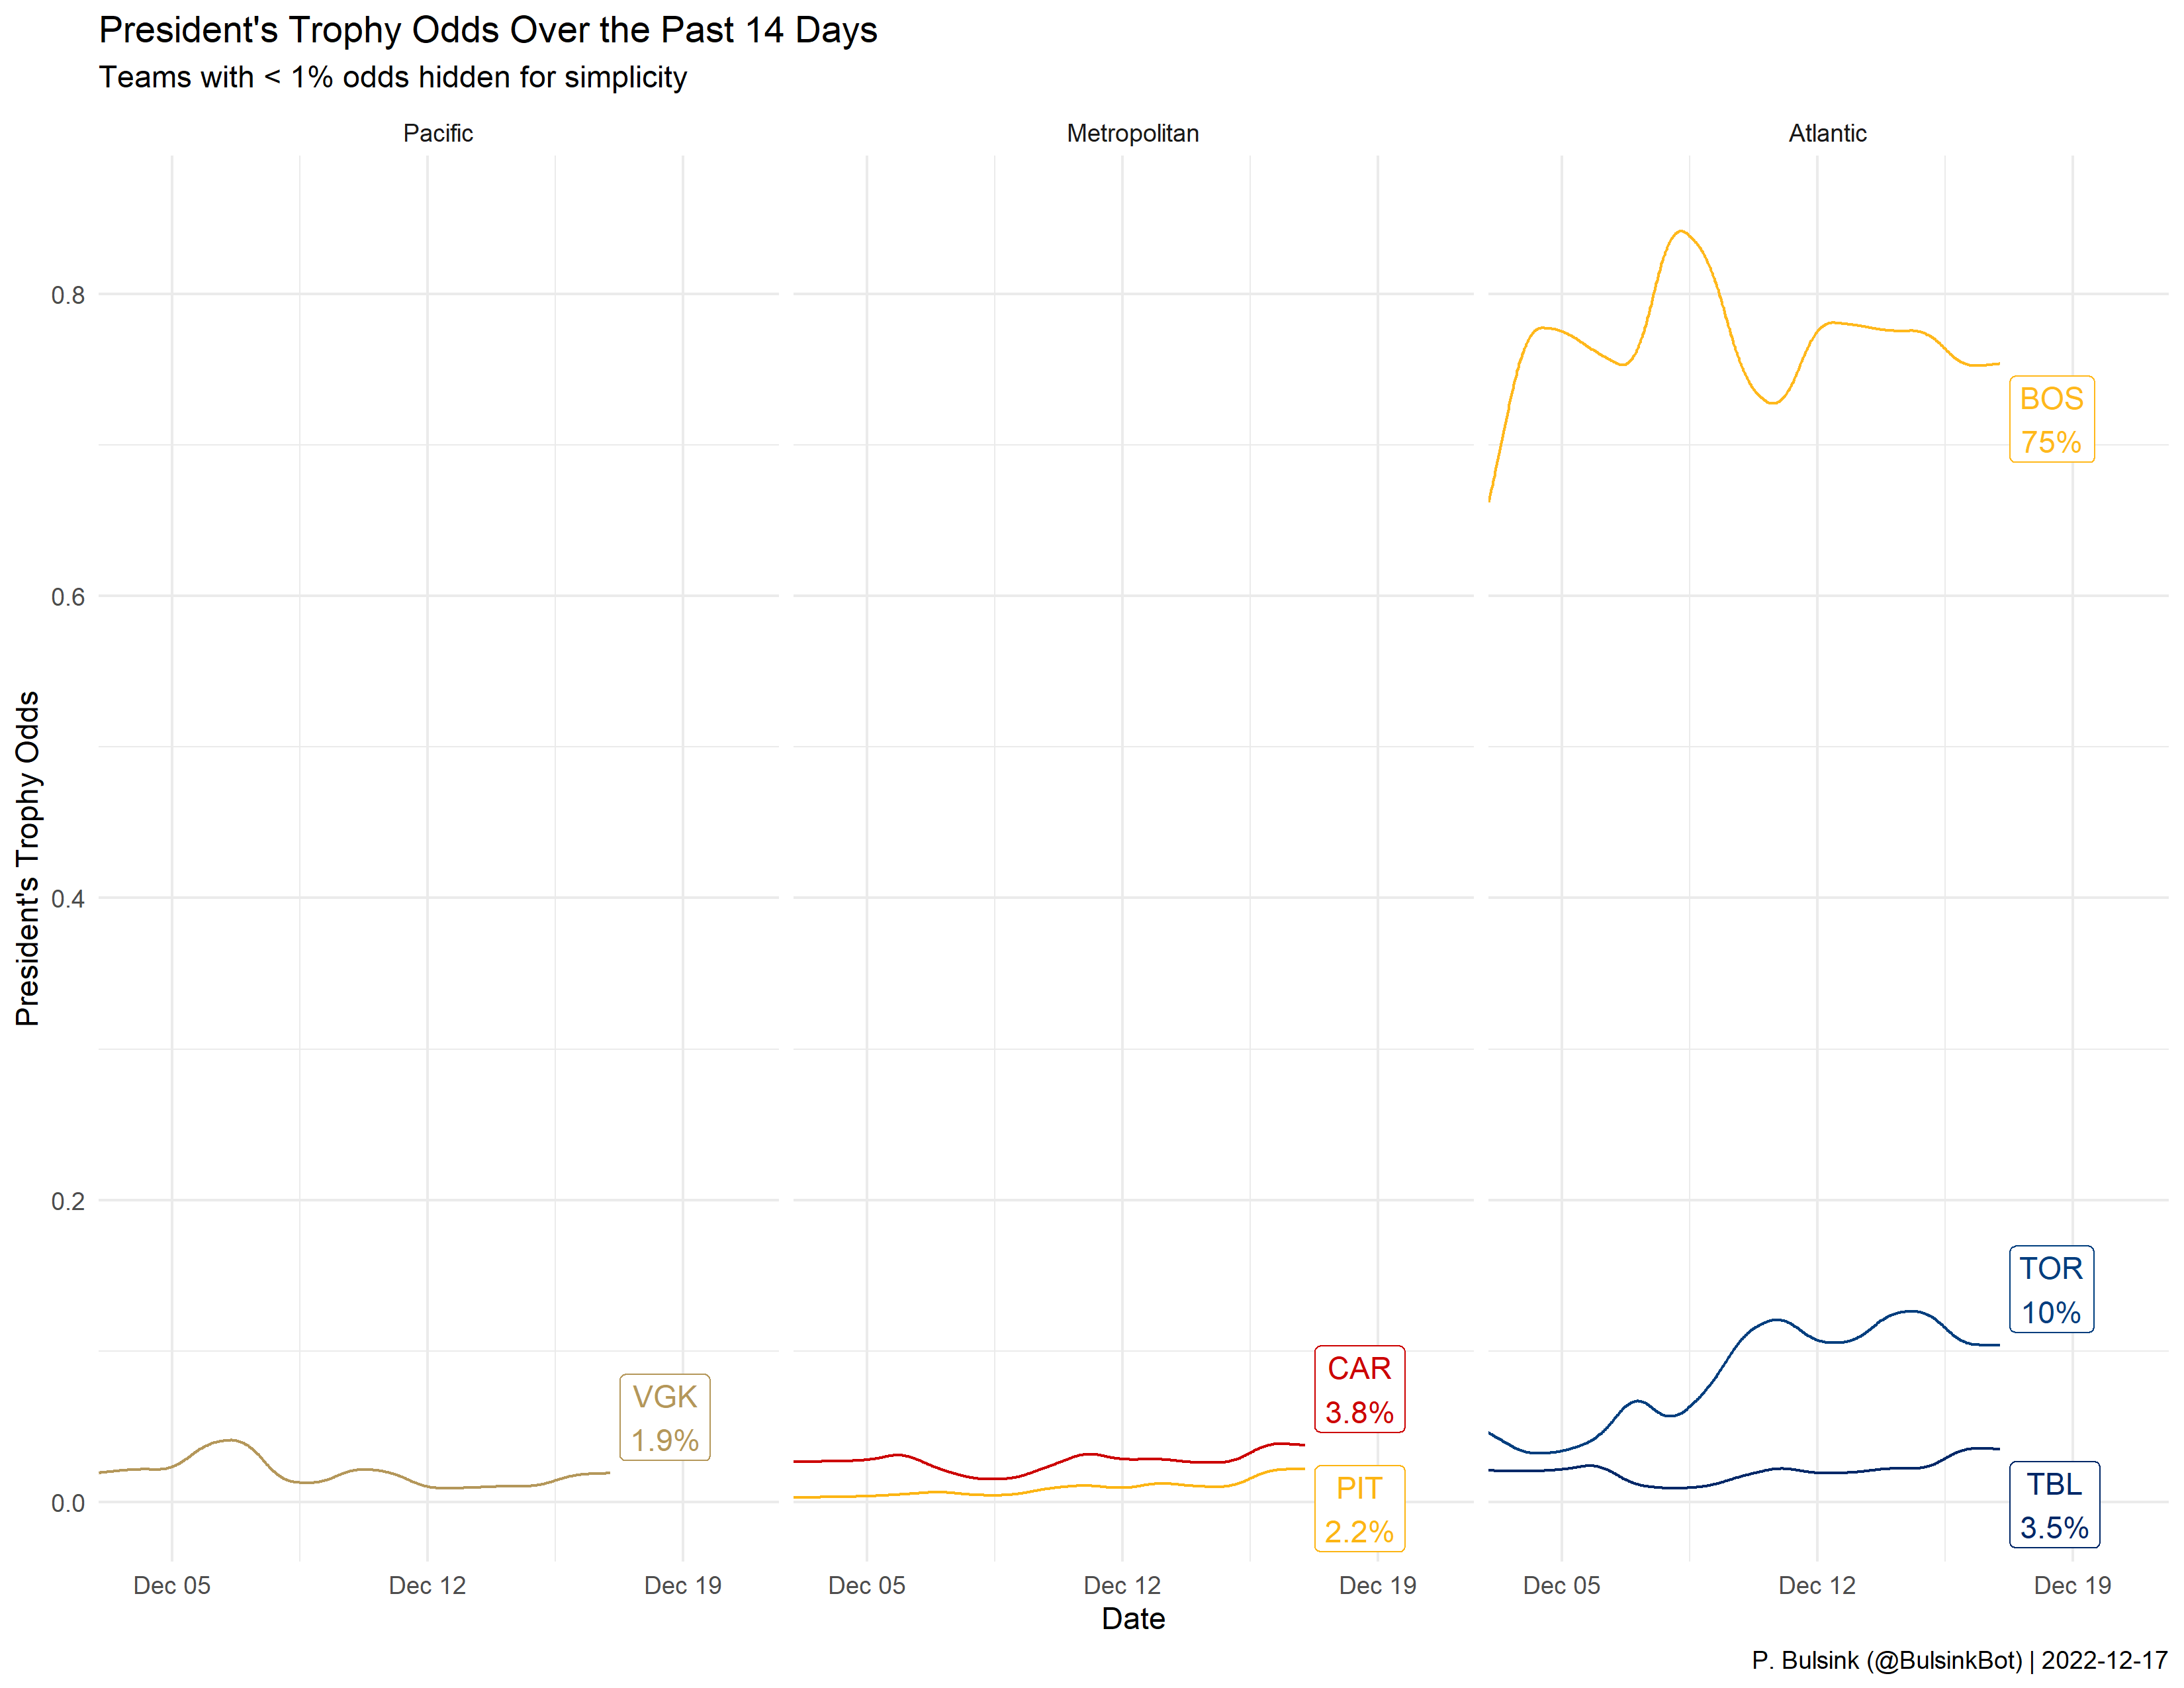 President's Trophy Odds Over the Past 14 Days
Teams with < 1% odds hidden for simplicity
Pacific
Metropolitan
Atlantic
President's Trophy Odds
0.8
0.6
0.4
0.2
0.0
VGK
1.9%
CAR
3.8%
PIT
2.2%
BOS
75%
TOR
10%
TBL
3.5%
Dec 05
Dec 12
Dec 19
Dec 05
Dec 12
Dec 19
Dec 05
Dec 12
Dec 19
Date
P. Bulsink (@BulsinkBot) | 2022-12-17